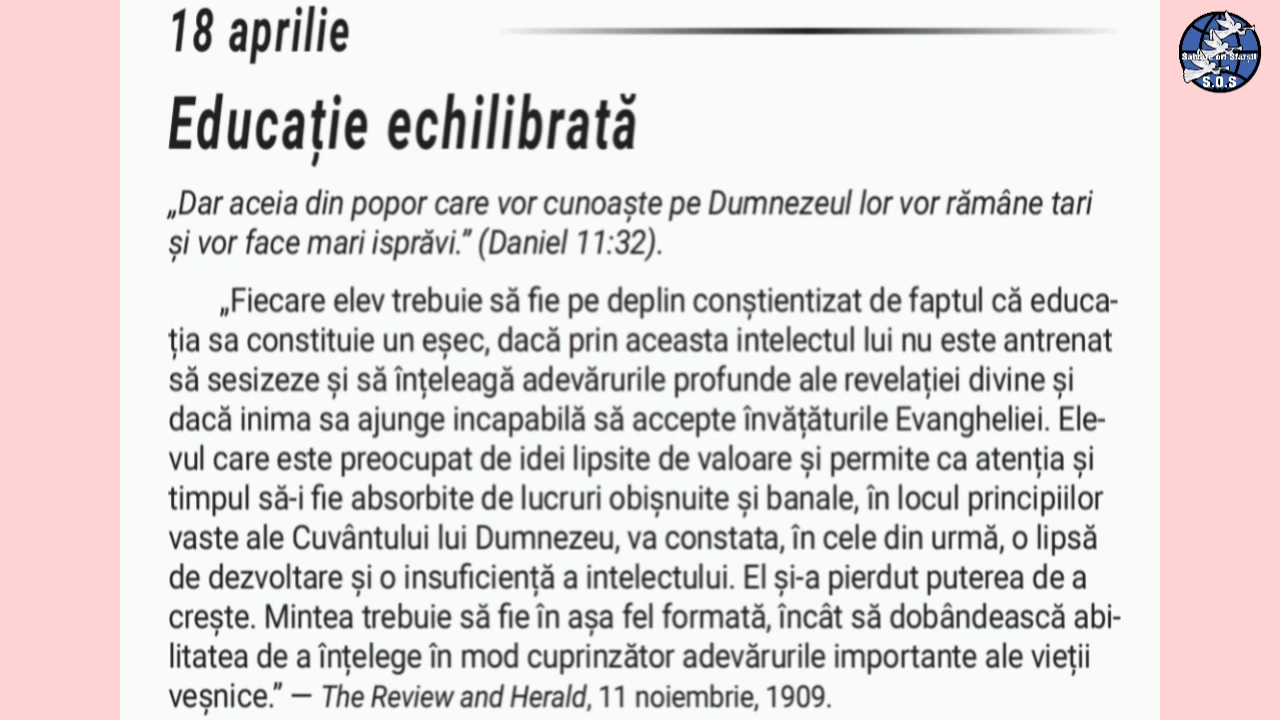 18 aprilie
Educație echilibrată
„Dar aceia din popor care vor cunoaște pe Dumnezeul lor vor rămâne tari
și vor face mari isprăvi.” (Daniel 11:32).
„Fiecare elev trebuie să fie pe deplin conștientizat de faptul că educa-
ția sa constituie un eșec, dacă prin aceasta intelectul lui nu este antrenat
să sesizeze și să înțeleagă adevărurile profunde ale revelației divine și
dacă inima sa ajunge incapabilă să accepte învățăturile Evangheliei. Ele-
vul care este preocupat de idei lipsite de valoare și permite ca atenția și
timpul să-i fie absorbite de lucruri obișnuite și banale, în locul principiilor
vaste ale Cuvântului lui Dumnezeu, va constata, în cele din urmă, o lipsă
de dezvoltare și o insuficiență a intelectului. El și-a pierdut puterea de a
crește. Mintea trebuie să fie în așa fel formată, încât să dobândească abi-
litatea de a înțelege în mod cuprinzător adevărurile importante ale vieții
veșnice.” — The Review and Herald, 11 noiembrie, 1909.
S.O.S